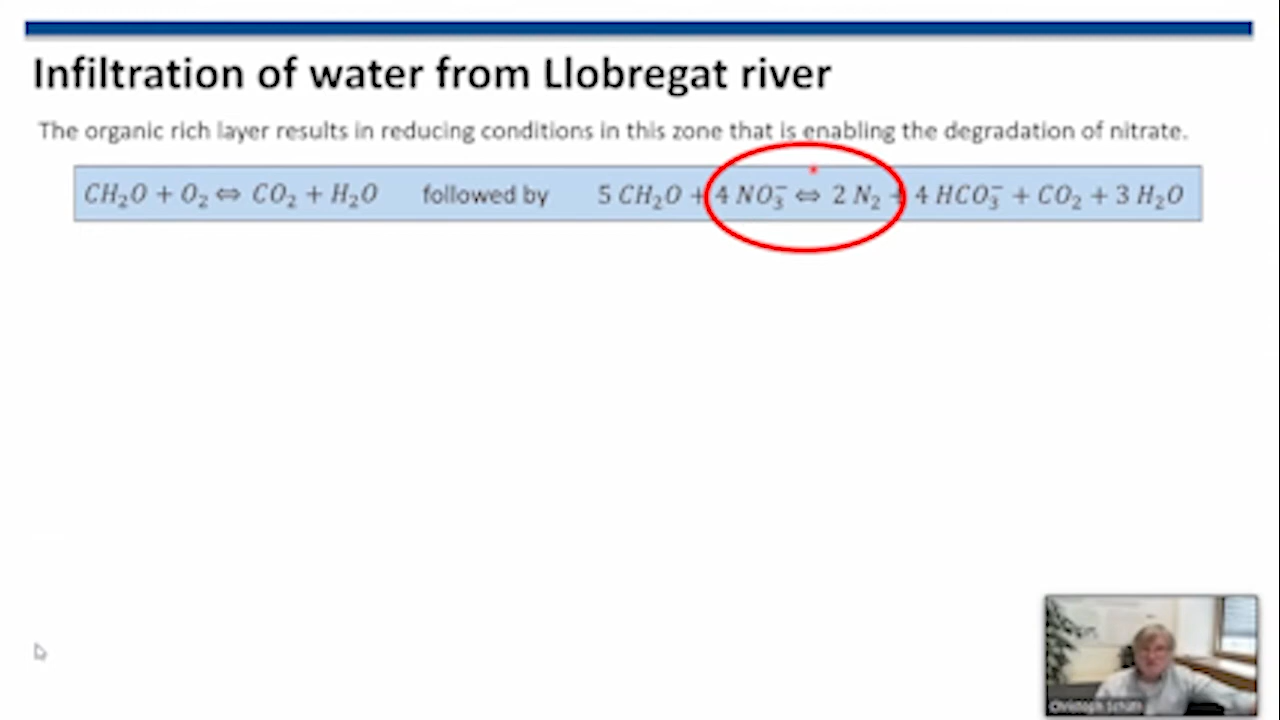 Infiltration of water from Llobregat river
The organic rich layer results in reducing conditions in this zone that is enabling the degradation of nitrate.
CH₂O + O₂ ⇔ CO₂ + H₂O followed by 5 CH₂O + 4 NO₃⁻ ⇔ 2 N₂ + 4 HCO₃⁻ + CO₂ + 3 H₂O
Christoph